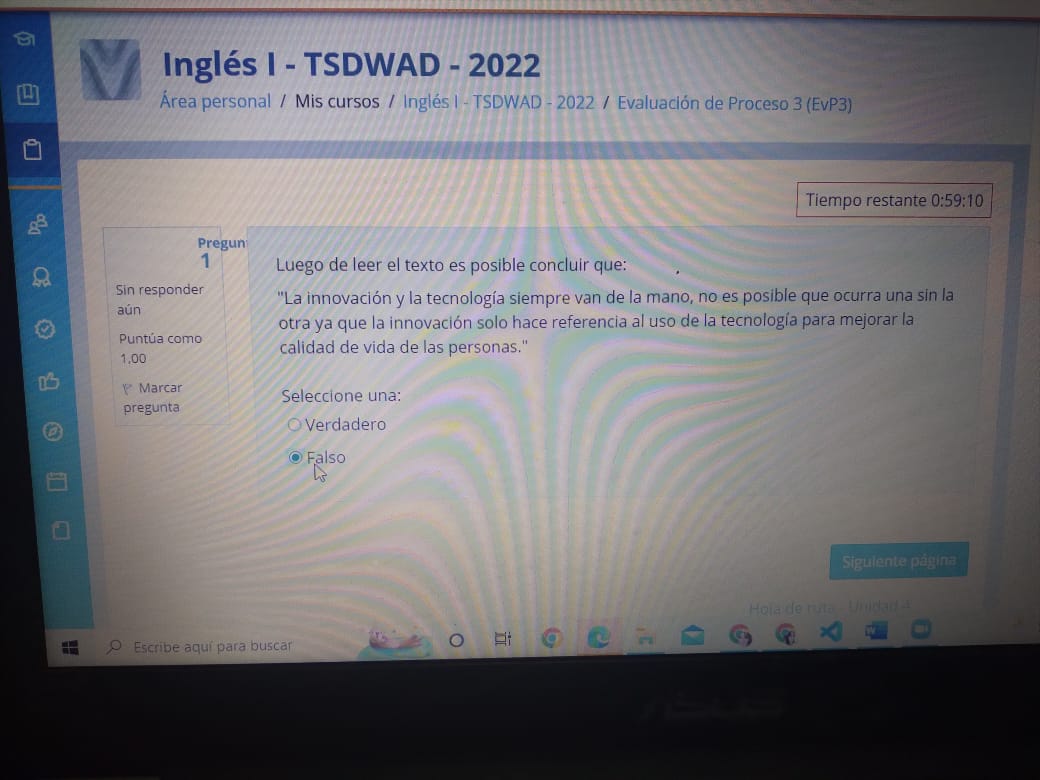 Inglés I - TSDWAD - 2022
Área personal / Mis cursos / Inglés I - TSDWAD - 2022 / Evaluación de Proceso 3 (EvP3)
Tiempo restante 0:59:10
Pregun
1
Sin responder
aún
Puntúa como
1,00
Marcar
pregunta
Luego de leer el texto es posible concluir que:
"La innovación y la tecnología siempre van de la mano, no es posible que ocurra una sin la
otra ya que la innovación solo hace referencia al uso de la tecnología para mejorar la
calidad de vida de las personas."
Seleccione una:
Verdadero
Falso
Siguiente página
Hoja de ruta - Unidad 4
Escribe aquí para buscar
ASUS